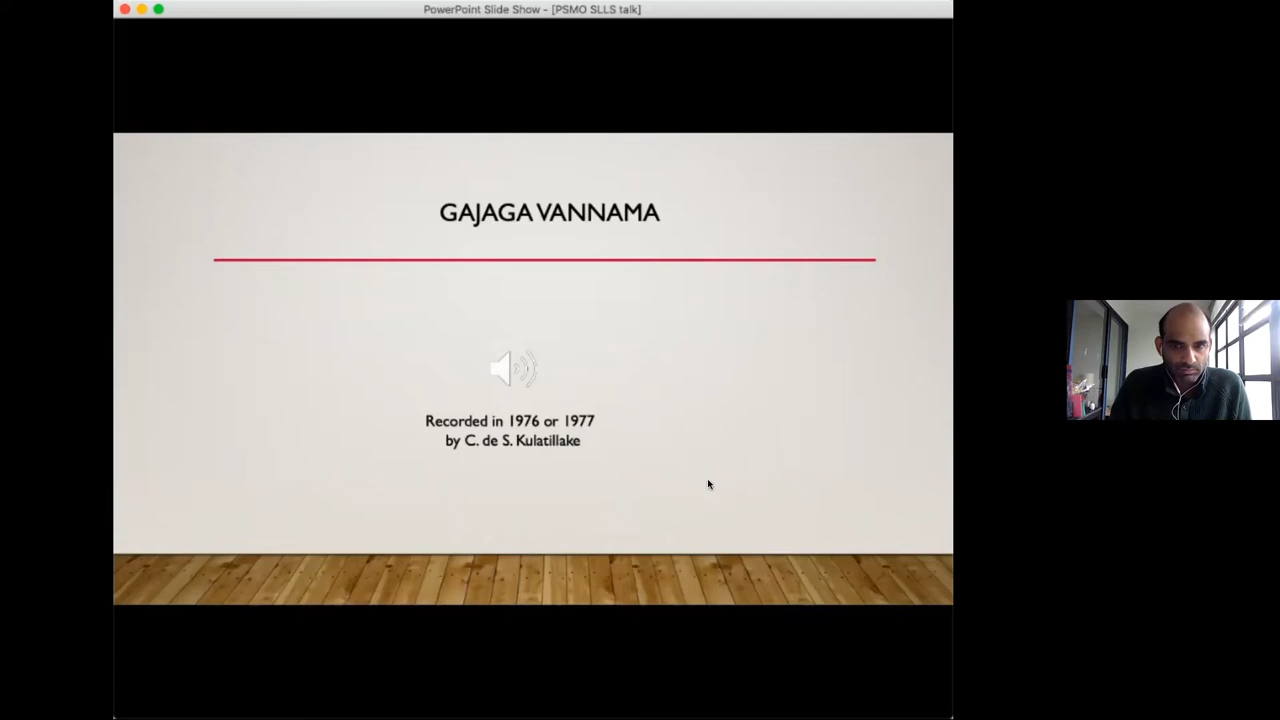 PowerPoint Slide Show - [PSMO SLLS talk]
GAJAGA VANNAMA
Recorded in 1976 or 1977
by C. de S. Kulatillake